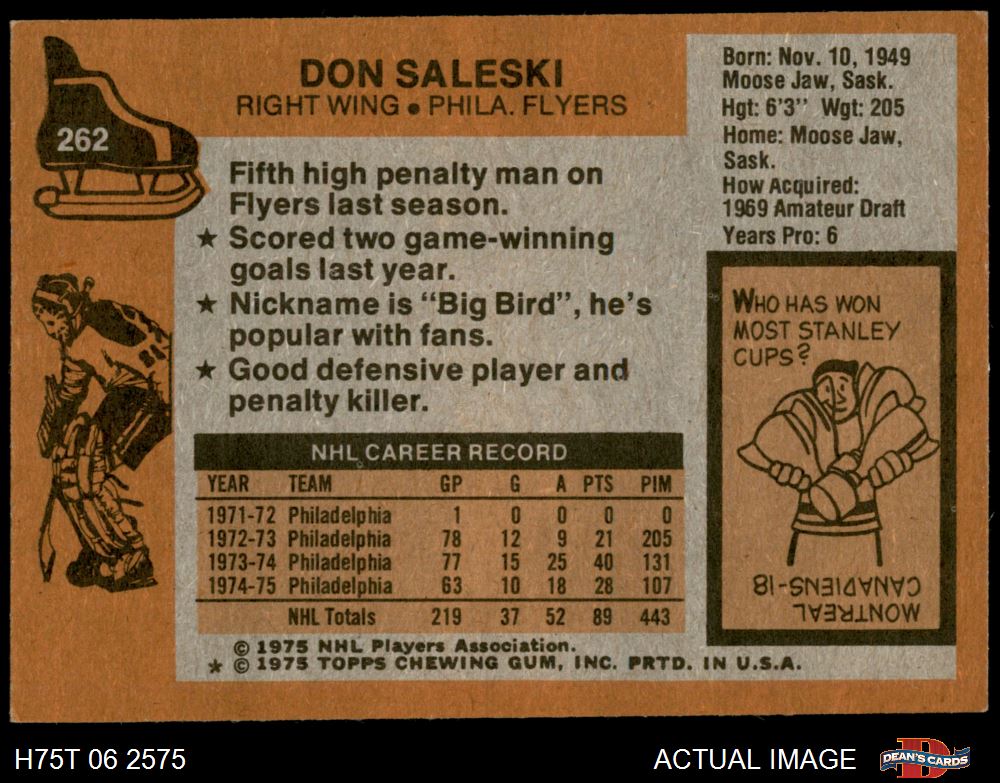 262
DON SALESKI
RIGHT WING • PHILA. FLYERS
Born: Nov. 10, 1949
Moose Jaw, Sask.
Hgt: 6'3'' Wgt: 205
Home: Moose Jaw,
Sask.
How Acquired:
1969 Amateur Draft
Years Pro: 6
Fifth high penalty man on
Flyers last season.
★ Scored two game-winning
goals last year.
★ Nickname is “Big Bird”, he's
popular with fans.
★ Good defensive player and
penalty killer.
NHL CAREER RECORD
YEAR TEAM GP G A PTS PIM
1971-72 Philadelphia 1 0 0 0 0
1972-73 Philadelphia 78 12 9 21 205
1973-74 Philadelphia 77 15 25 40 131
1974-75 Philadelphia 63 10 18 28 107
NHL Totals 219 37 52 89 443
WHO HAS WON
MOST STANLEY
CUPS?
MONTREAL
CANADIENS-18
© 1975 NHL Players Association.
★ © 1975 TOPPS CHEWING GUM, INC. PRTD. IN U.S.A.
H75T 06 2575
ACTUAL IMAGE
DEAN'S CARDS